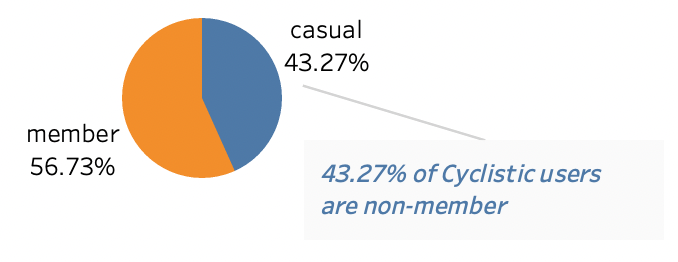 casual
43.27%
member
56.73%
43.27% of Cyclistic users
are non-member